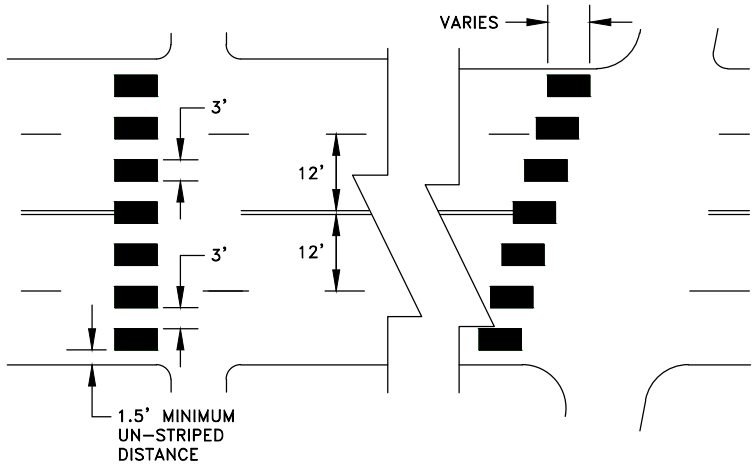 VARIES
3'
12'
12'
3'
1.5' MINIMUM
UN-STRIPED
DISTANCE